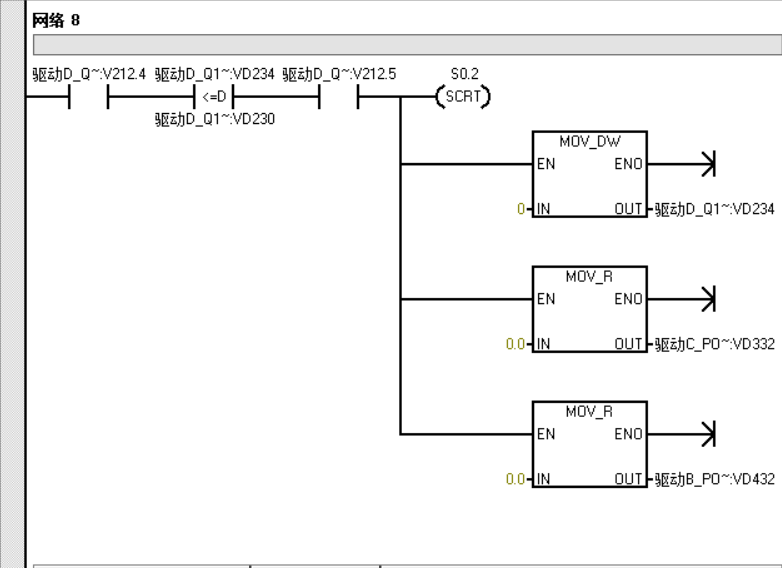 网络 8
驱动D_Q~:V212.4 驱动D_Q1~:VD234 驱动D_Q~:V212.5 S0.2
<=D SCRT
驱动D_Q1~:VD230
MOV_DW
EN ENO
0 IN OUT 驱动D_Q1~:VD234
MOV_R
EN ENO
0.0 IN OUT 驱动C_PO~:VD332
MOV_R
EN ENO
0.0 IN OUT 驱动B_PO~:VD432